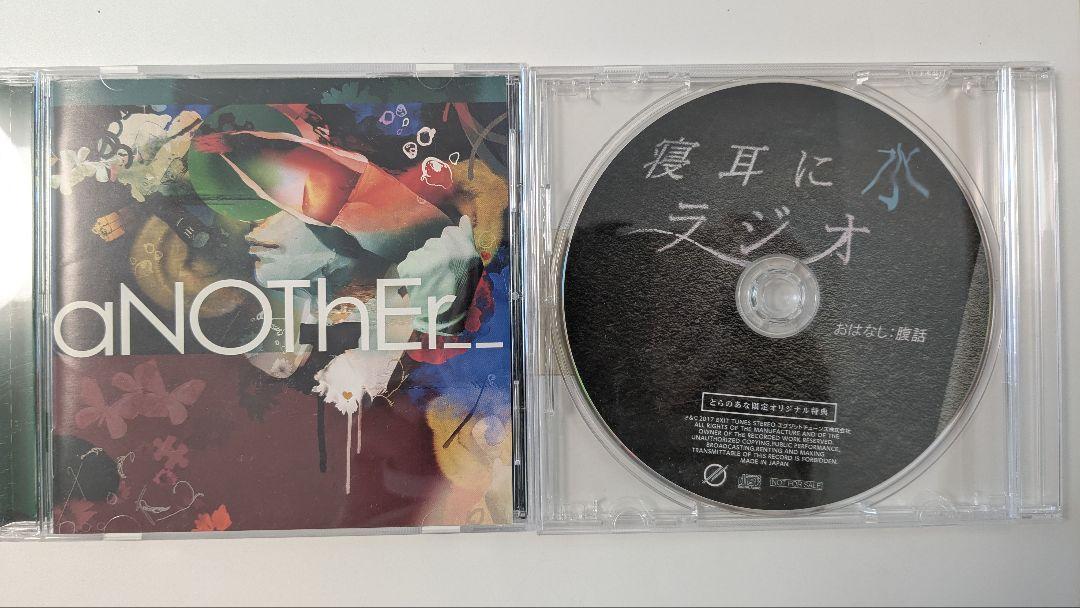 aNOThEr__
寝耳に水
ラジオ
おはなし:腹話
とらのあな限定オリジナル特典
℗&©2017 EXIT TUNES STEREO エグジットチューンズ株式会社
ALL RIGHTS OF THE MANUFACTURE AND OF THE
OWNER OF THE RECORDED WORK RESERVED.
UNAUTHORIZED COPYING,PUBLIC PERFORMANCE,
BROADCASTING,RENTING AND MAKING
TRANSMITTABLE OF THIS RECORD IS FORBIDDEN.
MADE IN JAPAN
NOT FOR SALE